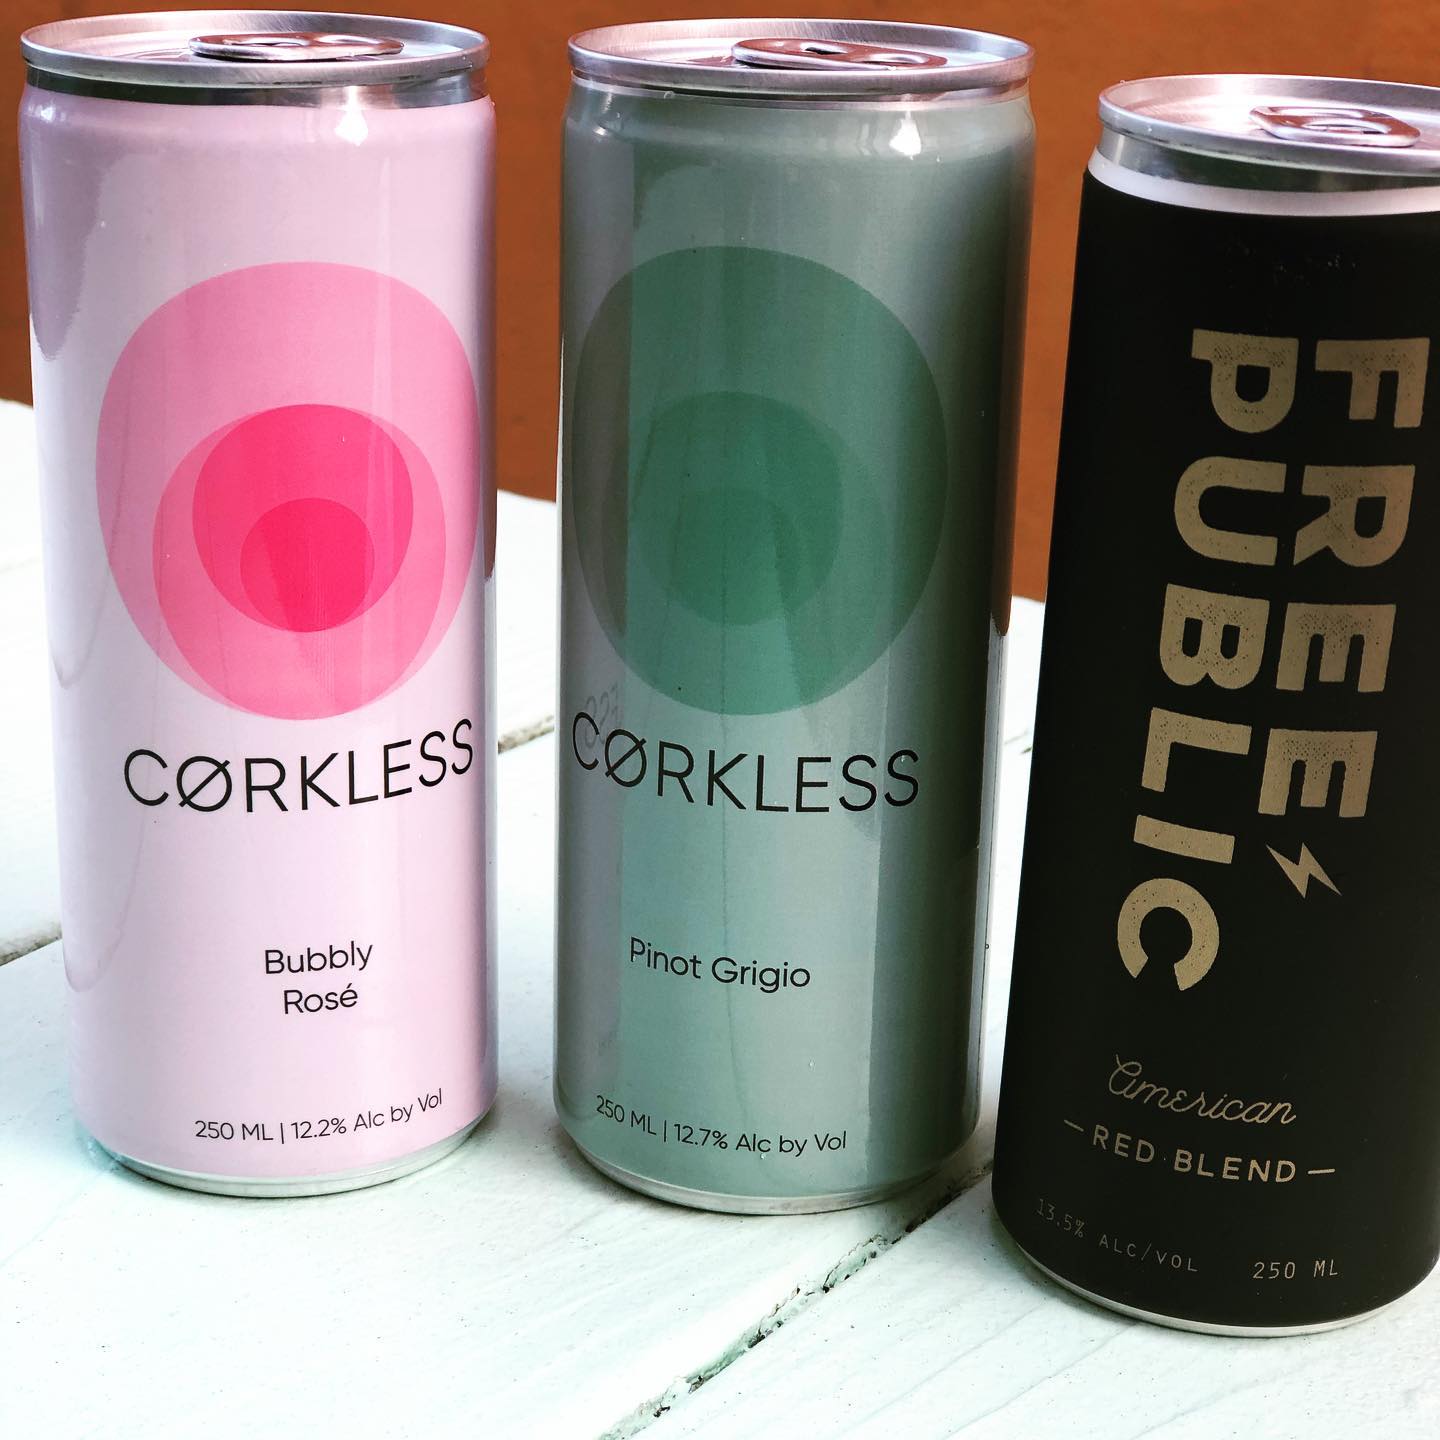 CØRKLESS
Bubbly
Rosé
250 ML | 12.2% Alc by Vol
CØRKLESS
Pinot Grigio
250 ML | 12.7% Alc by Vol
FREE
PUBLIC
American
—RED BLEND—
13.5% ALC/VOL 250 ML